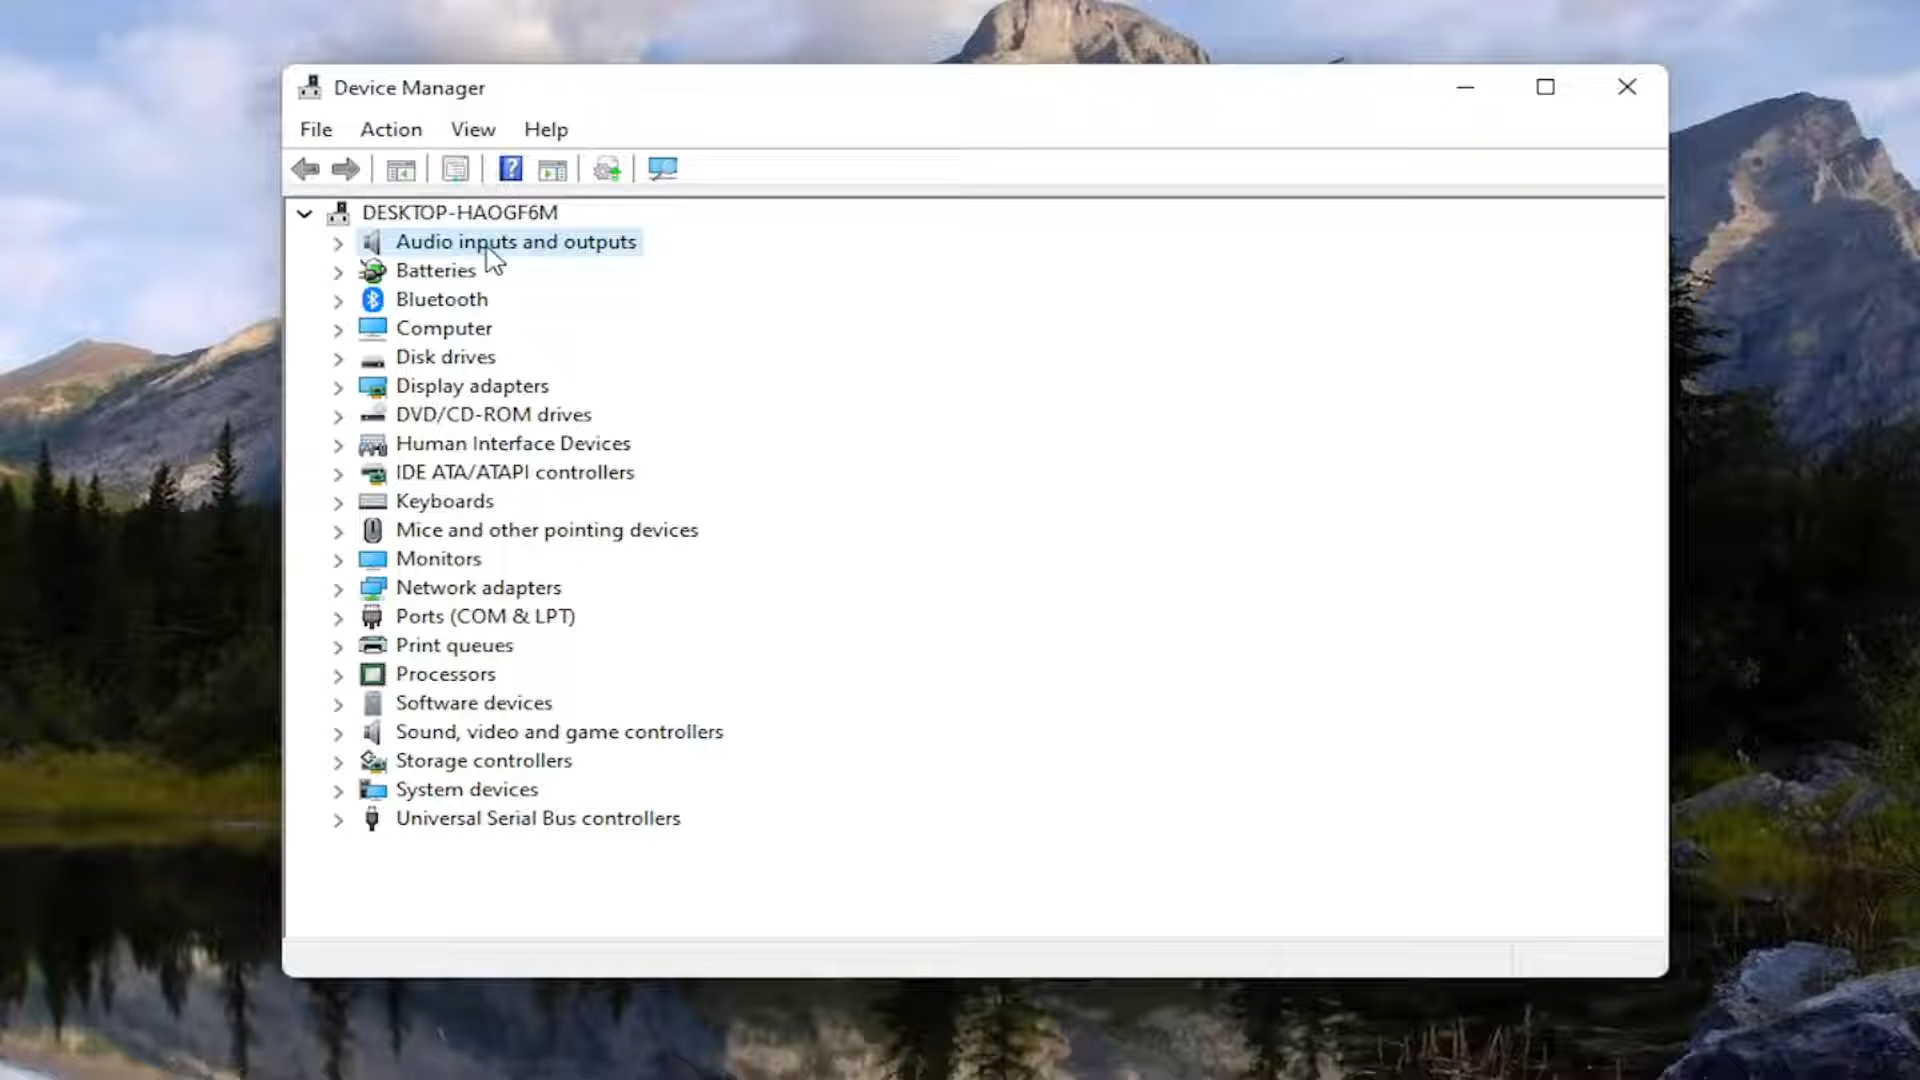 Device Manager
File Action View Help
DESKTOP-HAOGF6M
Audio inputs and outputs
Batteries
Bluetooth
Computer
Disk drives
Display adapters
DVD/CD-ROM drives
Human Interface Devices
IDE ATA/ATAPI controllers
Keyboards
Mice and other pointing devices
Monitors
Network adapters
Ports (COM & LPT)
Print queues
Processors
Software devices
Sound, video and game controllers
Storage controllers
System devices
Universal Serial Bus controllers